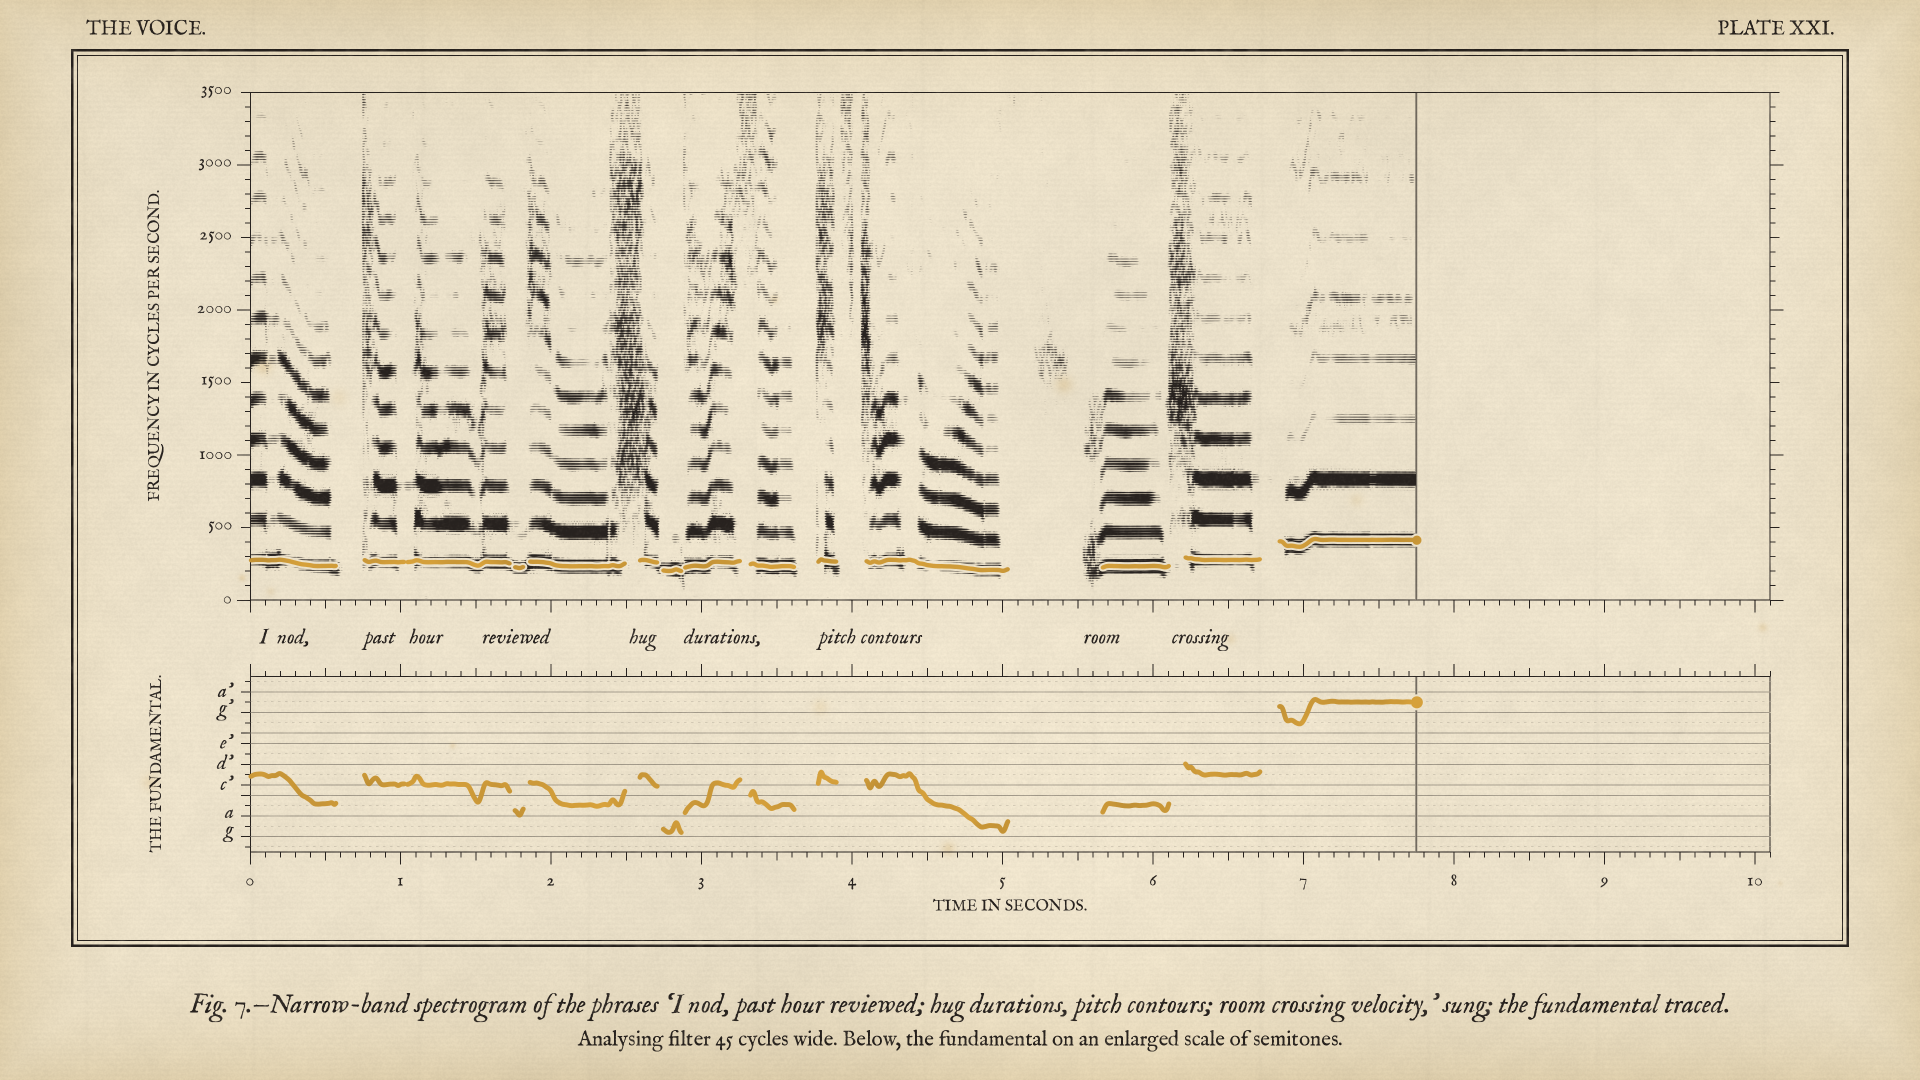 THE VOICE.
PLATE XXI.
FREQUENCY IN CYCLES PER SECOND.
3500
3000
2500
2000
1500
1000
500
0
I nod, past hour reviewed hug durations, pitch contours room crossing
THE FUNDAMENTAL.
a’
g’
e’
d’
c’
a
g
0 1 2 3 4 5 6 7 8 9 10
TIME IN SECONDS.
Fig. 7.—Narrow-band spectrogram of the phrases ‘I nod, past hour reviewed; hug durations, pitch contours; room crossing velocity,’ sung; the fundamental traced.
Analysing filter 45 cycles wide. Below, the fundamental on an enlarged scale of semitones.